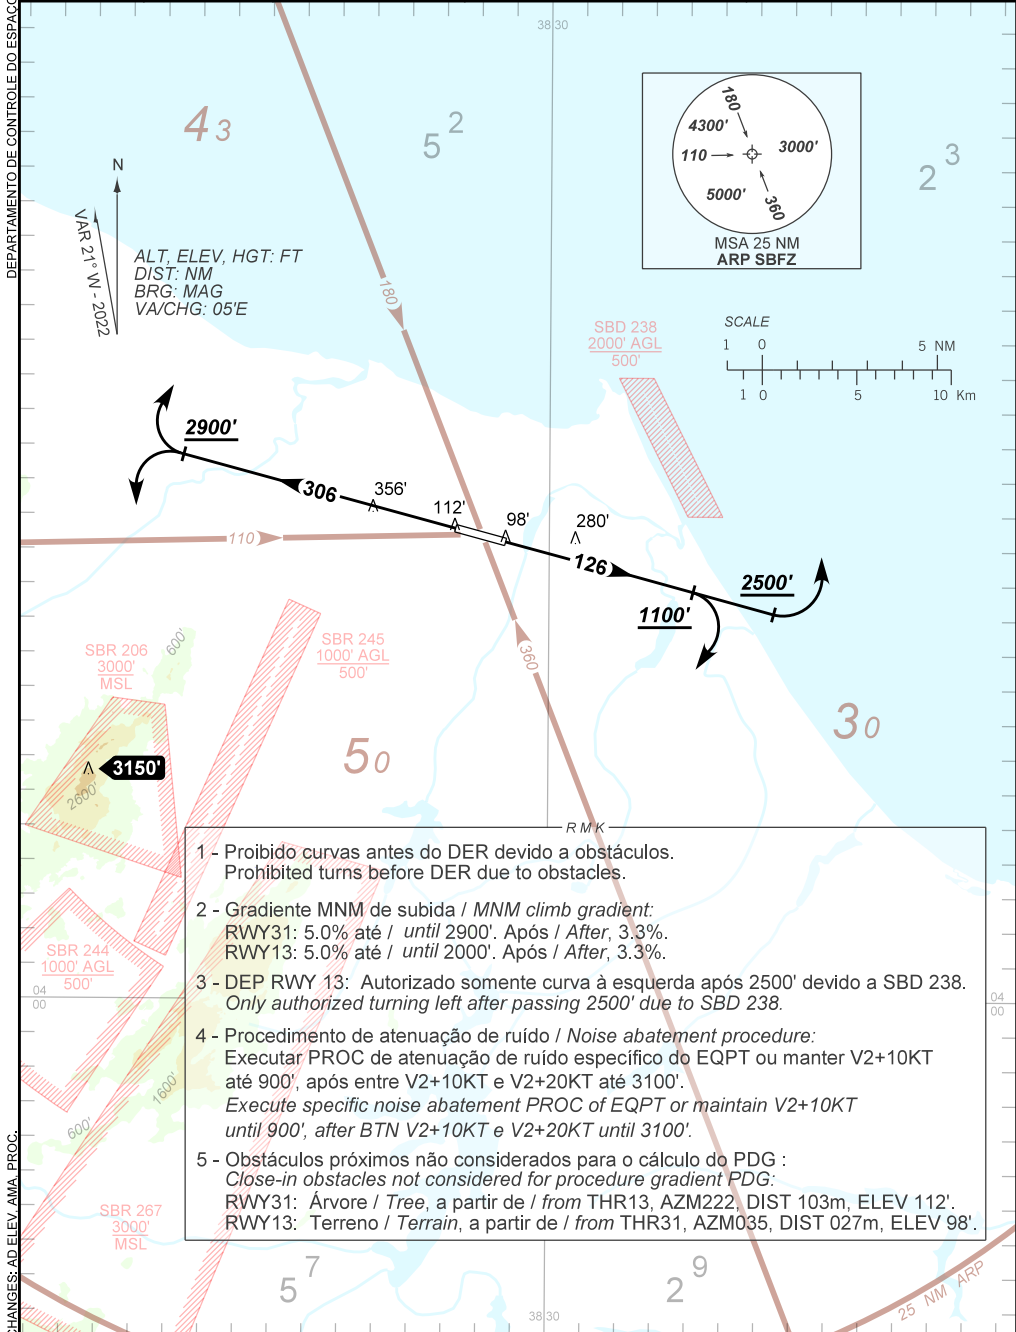 DEPARTAMENTO DE CONTROLE DO ESPAÇO
CHANGES: AD ELEV. AMA. PROC.
38 30
4 3
5 2
2 3
N
VAR 21° W - 2022
ALT, ELEV, HGT: FT
DIST: NM
BRG: MAG
VA/CHG: 05'E
180
4300'
3000'
110
5000'
360
MSA 25 NM
ARP SBFZ
SCALE
1 0 5 NM
1 0 5 10 Km
SBD 238
2000' AGL
500'
180
2900'
306
356'
112'
98'
280'
110
126
2500'
1100'
360
600'
SBR 206
3000'
MSL
SBR 245
1000' AGL
500'
5 0
3 0
3150'
2600'
RMK
1 - Proibido curvas antes do DER devido a obstáculos.
Prohibited turns before DER due to obstacles.
2 - Gradiente MNM de subida / MNM climb gradient:
RWY31: 5.0% até / until 2900'. Após / After, 3.3%.
RWY13: 5.0% até / until 2000'. Após / After, 3.3%.
3 - DEP RWY 13: Autorizado somente curva à esquerda após 2500' devido a SBD 238.
Only authorized turning left after passing 2500' due to SBD 238.
4 - Procedimento de atenuação de ruído / Noise abatement procedure:
Executar PROC de atenuação de ruído específico do EQPT ou manter V2+10KT
até 900', após entre V2+10KT e V2+20KT até 3100'.
Execute specific noise abatement PROC of EQPT or maintain V2+10KT
until 900', after BTN V2+10KT e V2+20KT until 3100'.
5 - Obstáculos próximos não considerados para o cálculo do PDG :
Close-in obstacles not considered for procedure gradient PDG:
RWY31: Árvore / Tree, a partir de / from THR13, AZM222, DIST 103m, ELEV 112'.
RWY13: Terreno / Terrain, a partir de / from THR31, AZM035, DIST 027m, ELEV 98'.
SBR 244
1000' AGL
500'
04
00
04
00
1600'
600'
SBR 267
3000'
MSL
5 7
2 9
38 30
25 NM ARP